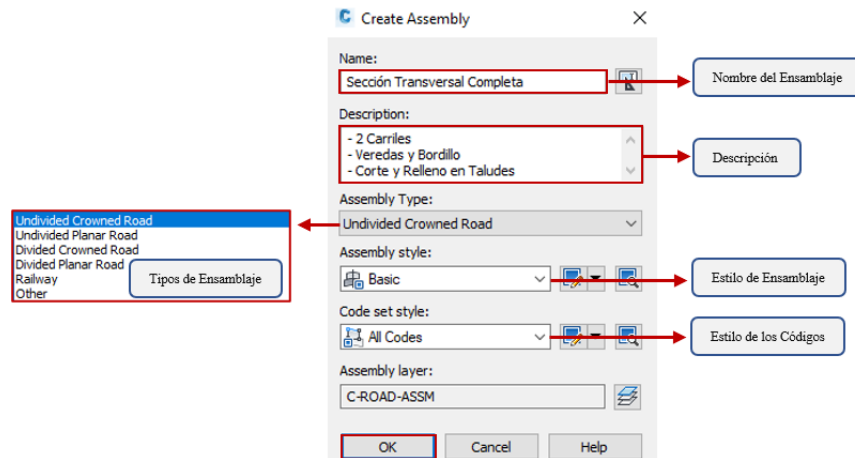 Create Assembly
Name:
Sección Transversal Completa
Nombre del Ensamblaje
Description:
- 2 Carriles
- Veredas y Bordillo
- Corte y Relleno en Taludes
Descripción
Assembly Type:
Undivided Crowned Road
Undivided Crowned Road
Undivided Planar Road
Divided Crowned Road
Divided Planar Road
Railway
Other
Tipos de Ensamblaje
Assembly style:
Basic
Estilo de Ensamblaje
Code set style:
All Codes
Estilo de los Códigos
Assembly layer:
C-ROAD-ASSM
OK
Cancel
Help